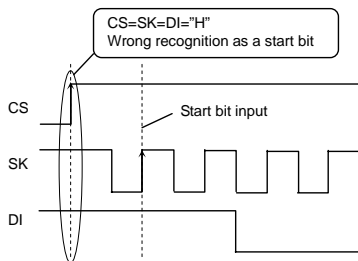 CS=SK=DI="H"
Wrong recognition as a start bit
CS
Start bit input
SK
DI